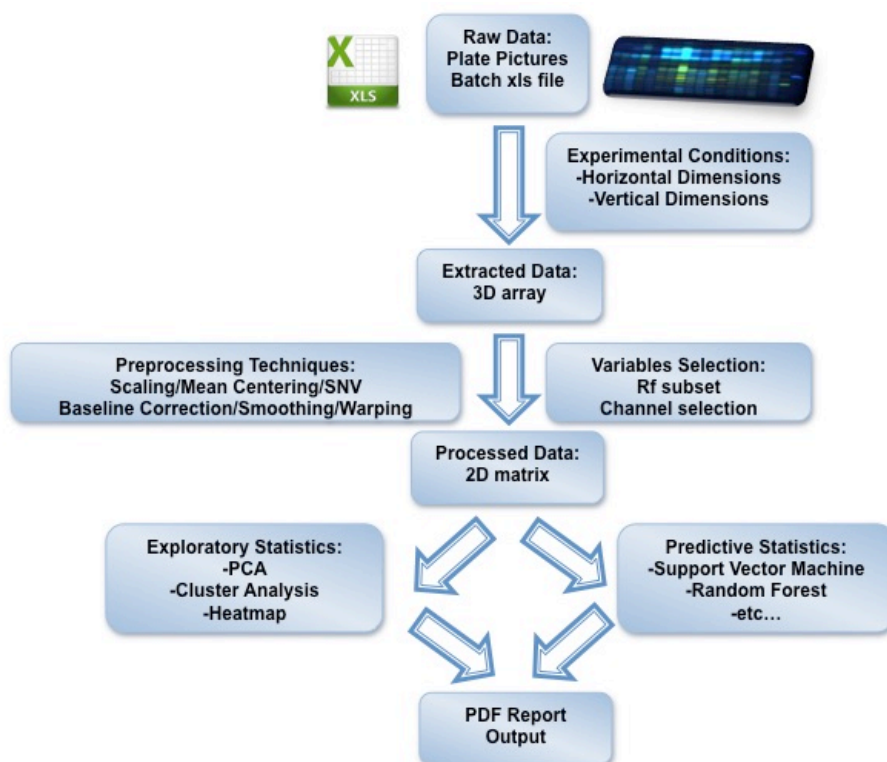 Raw Data:
Plate Pictures
Batch xls file
X
XLS
Experimental Conditions:
-Horizontal Dimensions
-Vertical Dimensions
Extracted Data:
3D array
Preprocessing Techniques:
Scaling/Mean Centering/SNV
Baseline Correction/Smoothing/Warping
Variables Selection:
Rf subset
Channel selection
Processed Data:
2D matrix
Exploratory Statistics:
-PCA
-Cluster Analysis
-Heatmap
Predictive Statistics:
-Support Vector Machine
-Random Forest
-etc…
PDF Report
Output